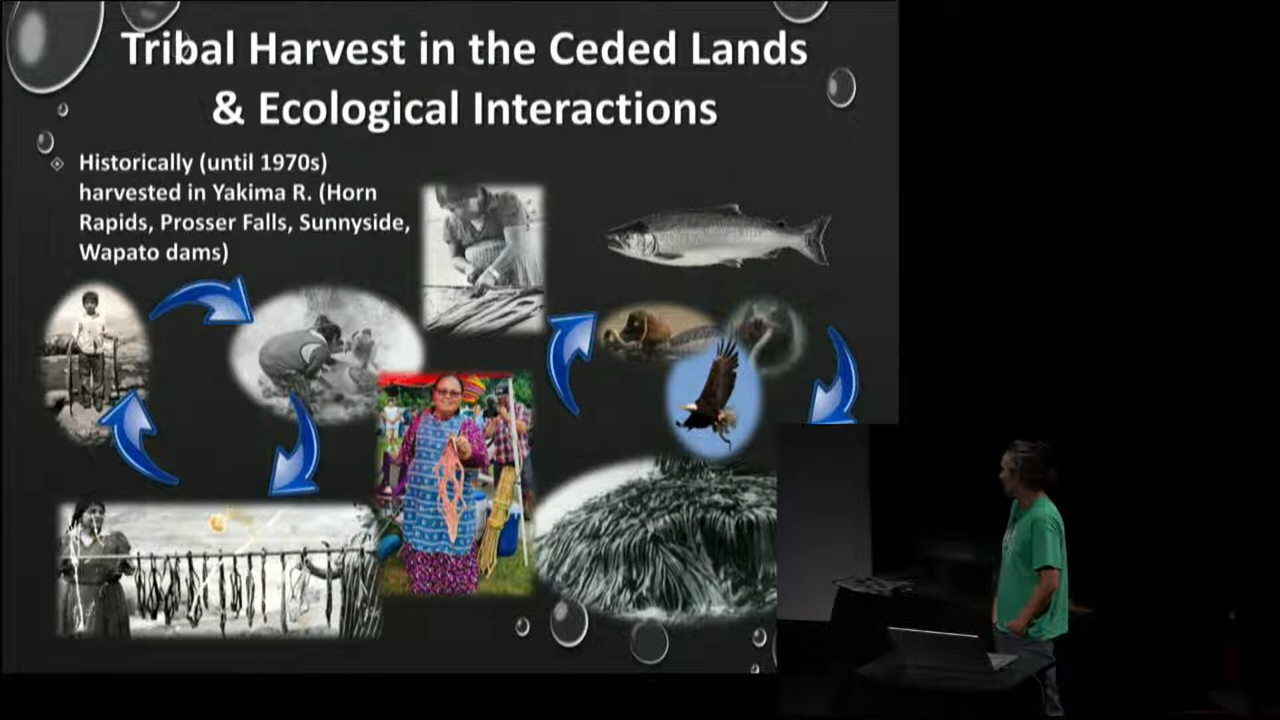 Tribal Harvest in the Ceded Lands
& Ecological Interactions
Historically (until 1970s)
harvested in Yakima R. (Horn
Rapids, Prosser Falls, Sunnyside,
Wapato dams)